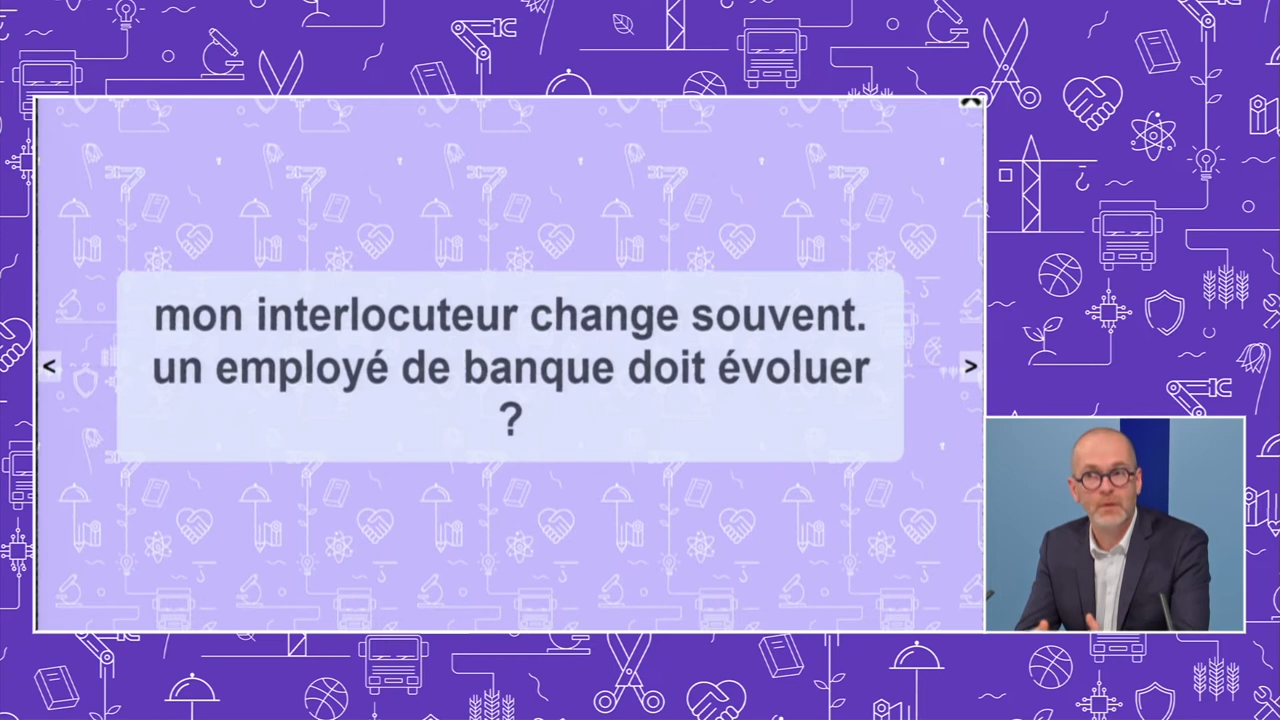 mon interlocuteur change souvent.
un employé de banque doit évoluer
?
<
>